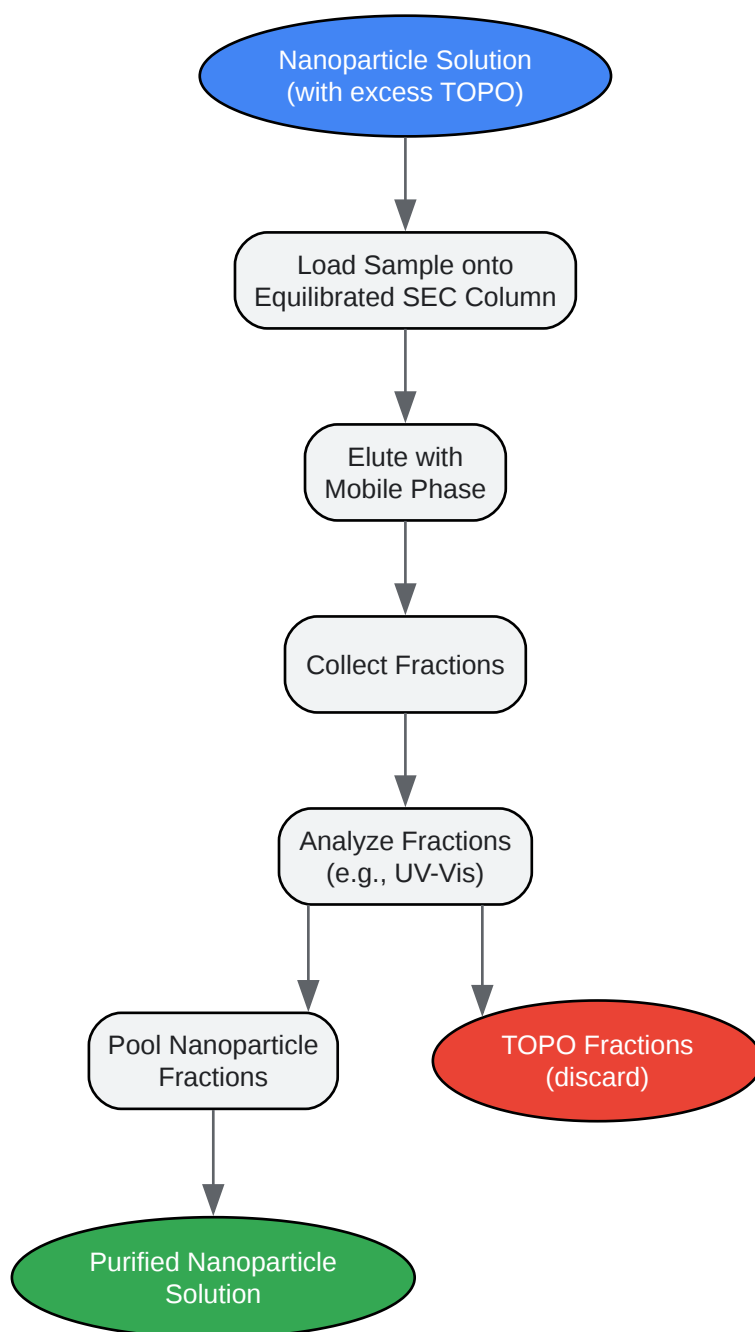 Nanoparticle Solution
(with excess TOPO)
Load Sample onto
Equilibrated SEC Column
Elute with
Mobile Phase
Collect Fractions
Analyze Fractions
(e.g., UV-Vis)
Pool Nanoparticle
Fractions
TOPO Fractions
(discard)
Purified Nanoparticle
Solution